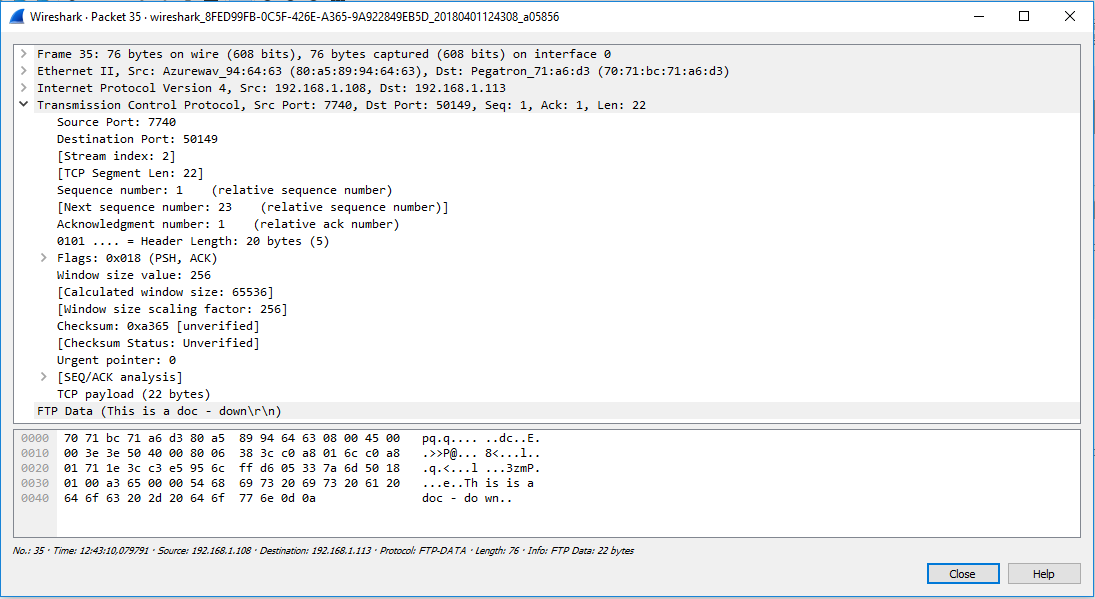 Wireshark · Packet 35 · wireshark_8FED99FB-0C5F-426E-A365-9A922849EB5D_20180401124308_a05856
Frame 35: 76 bytes on wire (608 bits), 76 bytes captured (608 bits) on interface 0
Ethernet II, Src: Azurewav_94:64:63 (80:a5:89:94:64:63), Dst: Pegatron_71:a6:d3 (70:71:bc:71:a6:d3)
Internet Protocol Version 4, Src: 192.168.1.108, Dst: 192.168.1.113
Transmission Control Protocol, Src Port: 7740, Dst Port: 50149, Seq: 1, Ack: 1, Len: 22
Source Port: 7740
Destination Port: 50149
[Stream index: 2]
[TCP Segment Len: 22]
Sequence number: 1    (relative sequence number)
[Next sequence number: 23    (relative sequence number)]
Acknowledgment number: 1    (relative ack number)
0101 .... = Header Length: 20 bytes (5)
Flags: 0x018 (PSH, ACK)
Window size value: 256
[Calculated window size: 65536]
[Window size scaling factor: 256]
Checksum: 0xa365 [unverified]
[Checksum Status: Unverified]
Urgent pointer: 0
[SEQ/ACK analysis]
TCP payload (22 bytes)
FTP Data (This is a doc - down\r\n)
0000  70 71 bc 71 a6 d3 80 a5  89 94 64 63 08 00 45 00   pq.q.... ..dc..E.
0010  00 3e 3e 50 40 00 80 06  38 3c c0 a8 01 6c c0 a8   .>>P@... 8<...l..
0020  01 71 1e 3c c3 e5 95 6c  ff d6 05 33 7a 6d 50 18   .q.<...l ...3zmP.
0030  01 00 a3 65 00 00 54 68  69 73 20 69 73 20 61 20   ...e..Th is is a
0040  64 6f 63 20 2d 20 64 6f  77 6e 0d 0a   doc - do wn..
No.: 35 · Time: 12:43:10,079791 · Source: 192.168.1.108 · Destination: 192.168.1.113 · Protocol: FTP-DATA · Length: 76 · Info: FTP Data: 22 bytes
Close Help